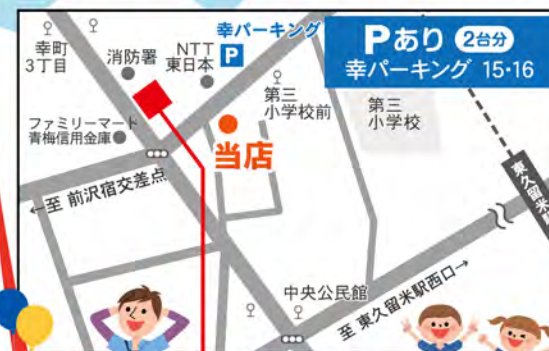 幸町
3丁目
消防署
NTT
東日本
幸パーキング
P
Pあり 2台分
幸パーキング 15・16
第三
小学校前
第三
小学校
ファミリーマート
青梅信用金庫
当店
←至 前沢宿交差点
中央公民館
至 東久留米駅西口→
東久留米